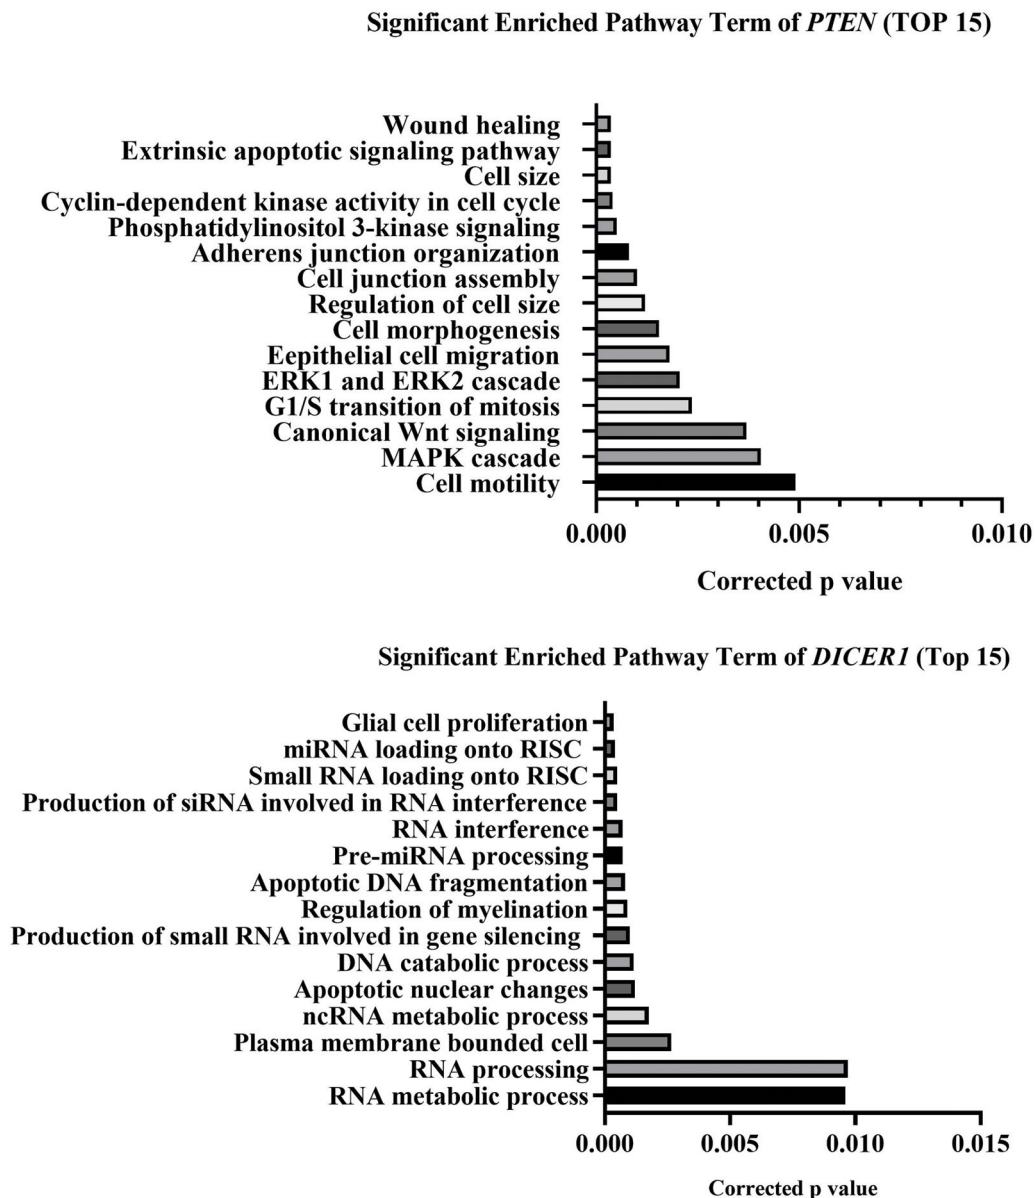 Significant Enriched Pathway Term of PTEN (TOP 15)
Wound healing
Extrinsic apoptotic signaling pathway
Cell size
Cyclin-dependent kinase activity in cell cycle
Phosphatidylinositol 3-kinase signaling
Adherens junction organization
Cell junction assembly
Regulation of cell size
Cell morphogenesis
Eepithelial cell migration
ERK1 and ERK2 cascade
G1/S transition of mitosis
Canonical Wnt signaling
MAPK cascade
Cell motility
0.000 0.005 0.010
Corrected p value
Significant Enriched Pathway Term of DICER1 (Top 15)
Glial cell proliferation
miRNA loading onto RISC
Small RNA loading onto RISC
Production of siRNA involved in RNA interference
RNA interference
Pre-miRNA processing
Apoptotic DNA fragmentation
Regulation of myelination
Production of small RNA involved in gene silencing
DNA catabolic process
Apoptotic nuclear changes
ncRNA metabolic process
Plasma membrane bounded cell
RNA processing
RNA metabolic process
0.000 0.005 0.010 0.015
Corrected p value